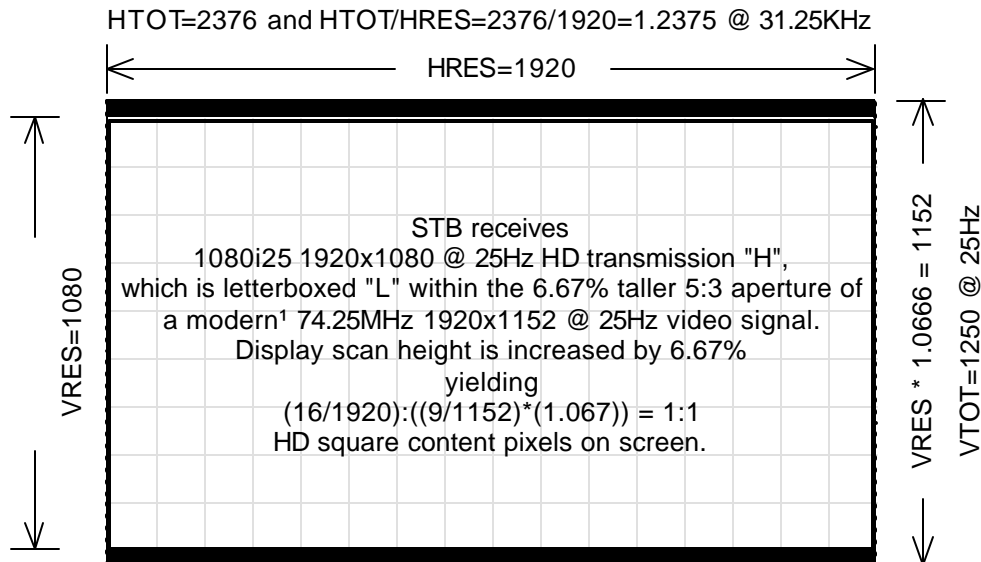 HTOT=2376 and HTOT/HRES=2376/1920=1.2375 @ 31.25KHz
HRES=1920
VRES=1080
STB receives
1080i25 1920x1080 @ 25Hz HD transmission "H",
which is letterboxed "L" within the 6.67% taller 5:3 aperture of
a modern¹ 74.25MHz 1920x1152 @ 25Hz video signal.
Display scan height is increased by 6.67%
yielding
(16/1920):((9/1152)*(1.067)) = 1:1
HD square content pixels on screen.
VRES * 1.0666 = 1152
VTOT=1250 @ 25Hz